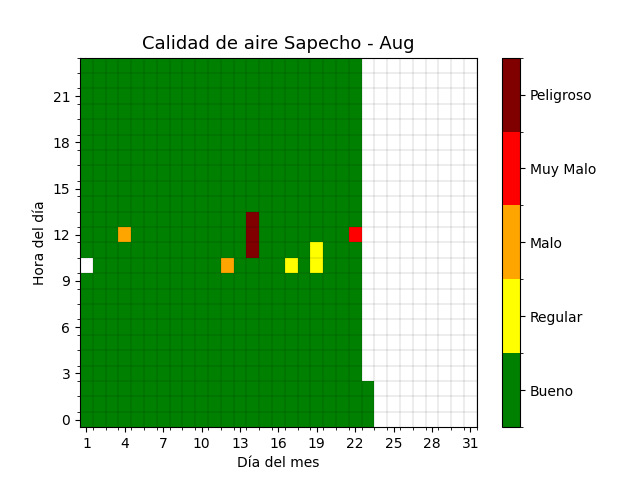 Calidad de aire Sapecho - Aug
21
18
15
12
9
6
3
0
Hora del día
1 4 7 10 13 16 19 22 25 28 31
Día del mes
Peligroso
Muy Malo
Malo
Regular
Bueno